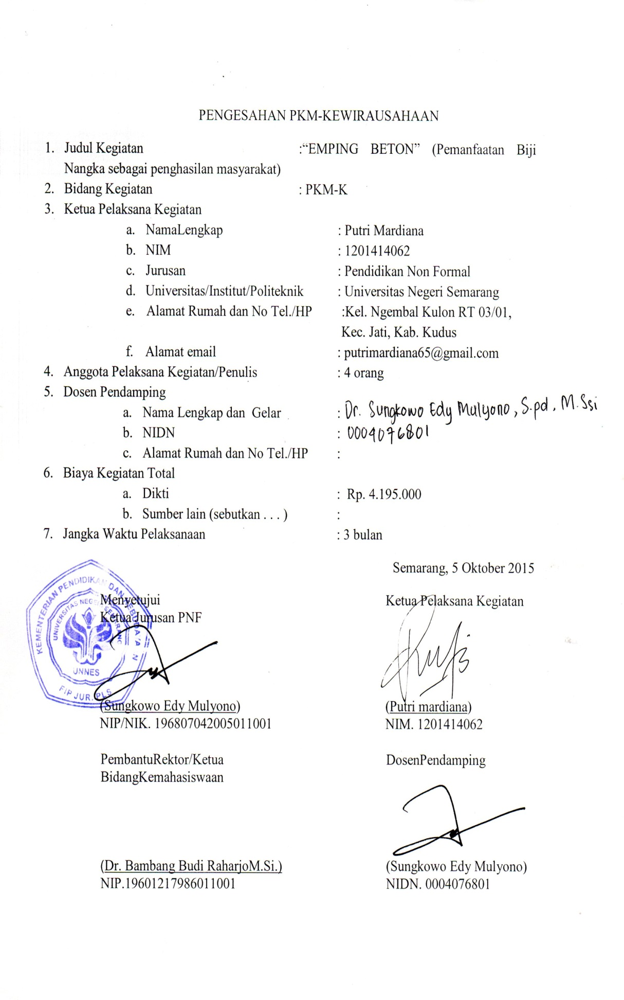 PENGESAHAN PKM-KEWIRAUSAHAAN
1. Judul Kegiatan :“EMPING BETON” (Pemanfaatan Biji
Nangka sebagai penghasilan masyarakat)
2. Bidang Kegiatan : PKM-K
3. Ketua Pelaksana Kegiatan
a. NamaLengkap : Putri Mardiana
b. NIM : 1201414062
c. Jurusan : Pendidikan Non Formal
d. Universitas/Institut/Politeknik : Universitas Negeri Semarang
e. Alamat Rumah dan No Tel./HP :Kel. Ngembal Kulon RT 03/01,
Kec. Jati, Kab. Kudus
f. Alamat email : putrimardiana65@gmail.com
4. Anggota Pelaksana Kegiatan/Penulis : 4 orang
5. Dosen Pendamping
a. Nama Lengkap dan Gelar : Dr. Sungkowo Edy Mulyono, S.pd, M.Ssi
b. NIDN : 0004076801
c. Alamat Rumah dan No Tel./HP :
6. Biaya Kegiatan Total
a. Dikti : Rp. 4.195.000
b. Sumber lain (sebutkan . . . ) :
7. Jangka Waktu Pelaksanaan : 3 bulan
Semarang, 5 Oktober 2015
Menyetujui Ketua Pelaksana Kegiatan
Ketua Jurusan PNF
KEMENTERIAN PENDIDIKAN DAN KEBUDAYAAN
UNIVERSITAS NEGERI SEMARANG
UNNES
FIP JUR. PLS
(Sungkowo Edy Mulyono) (Putri mardiana)
NIP/NIK. 196807042005011001 NIM. 1201414062
PembantuRektor/Ketua DosenPendamping
BidangKemahasiswaan
(Dr. Bambang Budi RaharjoM.Si.) (Sungkowo Edy Mulyono)
NIP.19601217986011001 NIDN. 0004076801